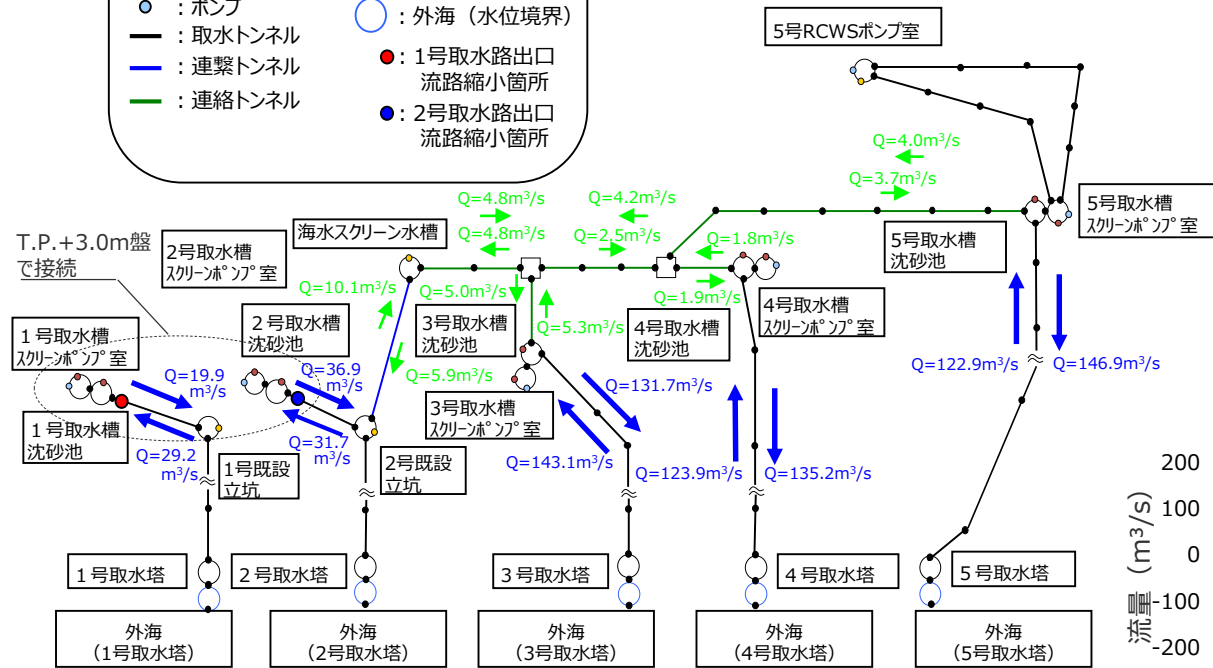 ：ポンプ
：取水トンネル
：連繋トンネル
：連絡トンネル
：外海（水位境界）
：1号取水路出口
流路縮小箇所
：2号取水路出口
流路縮小箇所
5号RCWSポンプ室
Q=4.0m³/s
Q=3.7m³/s
Q=4.8m³/s
Q=4.8m³/s
Q=4.2m³/s
Q=2.5m³/s
Q=1.8m³/s
Q=1.9m³/s
5号取水槽
スクリーンポンプ室
5号取水槽
沈砂池
T.P.+3.0m盤
で接続
2号取水槽
スクリーンポンプ室
海水スクリーン水槽
Q=10.1m³/s
Q=5.0m³/s
Q=5.3m³/s
Q=5.9m³/s
1号取水槽
スクリーンポンプ室
2号取水槽
沈砂池
3号取水槽
沈砂池
4号取水槽
沈砂池
4号取水槽
スクリーンポンプ室
Q=19.9
m³/s
Q=36.9
m³/s
Q=131.7m³/s
Q=122.9m³/s
Q=146.9m³/s
1号取水槽
沈砂池
Q=29.2
m³/s
Q=31.7
m³/s
3号取水槽
スクリーンポンプ室
Q=143.1m³/s
Q=123.9m³/s
Q=135.2m³/s
1号既設
立坑
2号既設
立坑
1号取水塔
2号取水塔
3号取水塔
4号取水塔
5号取水塔
外海
（1号取水塔）
外海
（2号取水塔）
外海
（3号取水塔）
外海
（4号取水塔）
外海
（5号取水塔）
流量（m³/s）
200
100
0
-100
-200